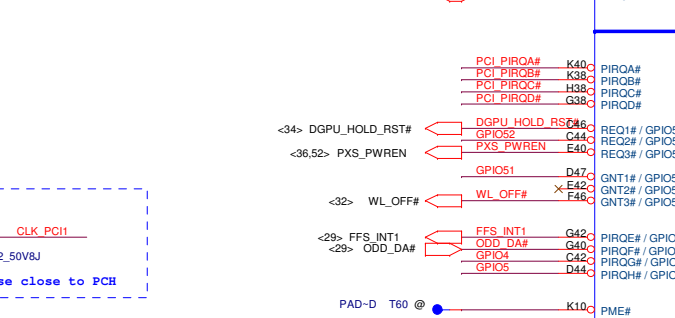 PCI_PIRQA# K40 PIRQA#
PCI_PIRQB# K38 PIRQB#
PCI_PIRQC# H38 PIRQC#
PCI_PIRQD# G38 PIRQD#
<34> DGPU_HOLD_RST# DGPU_HOLD_RST# C46 REQ1# / GPIO5
GPIO52 C44 REQ2# / GPIO5
<36,52> PXS_PWREN PXS_PWREN E40 REQ3# / GPIO5
GPIO51 D47 GNT1# / GPIO5
E42 GNT2# / GPIO5
<32> WL_OFF# WL_OFF# F46 GNT3# / GPIO5
CLK_PCI1
<29> FFS_INT1 FFS_INT1 G42 PIRQE# / GPIO
<29> ODD_DA# ODD_DA# G40 PIRQF# / GPIO
2_50V8J
GPIO4 C42 PIRQG# / GPIO
GPIO5 D44 PIRQH# / GPIO
se close to PCH
PAD~D T60 @ K10 PME#